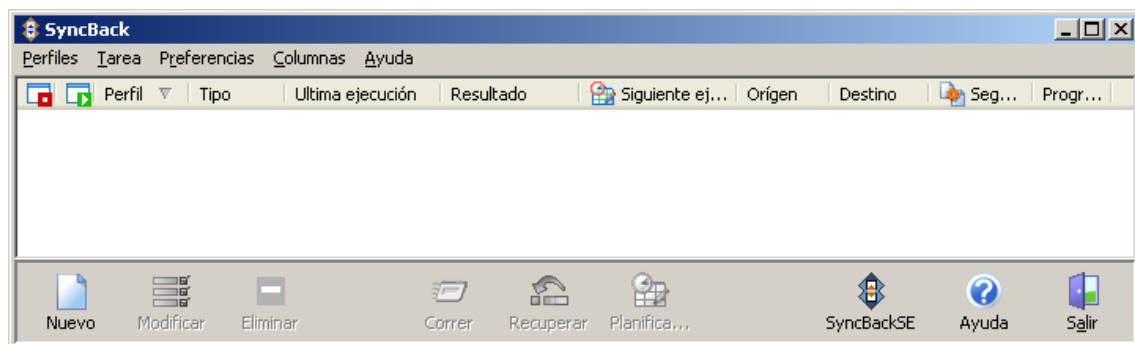 SyncBack
Perfiles Tarea Preferencias Columnas Ayuda
Perfil Tipo Ultima ejecución Resultado Siguiente ej... Orígen Destino Seg... Progr...
Nuevo Modificar Eliminar Correr Recuperar Planifica... SyncBackSE Ayuda Salir